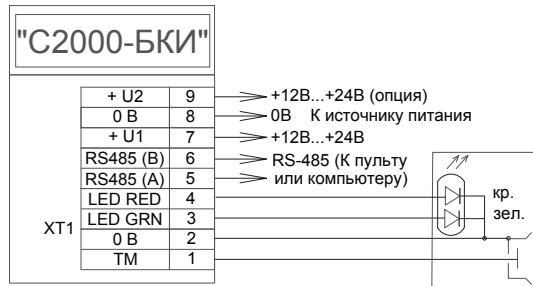 "С2000-БКИ"
+ U2 9 +12В...+24В (опция)
0 В 8 0В К источнику питания
+ U1 7 +12В...+24В
RS485 (B) 6 RS-485 (К пульту
RS485 (A) 5 или компьютеру)
LED RED 4 кр.
LED GRN 3 зел.
XT1
0 В 2
TM 1